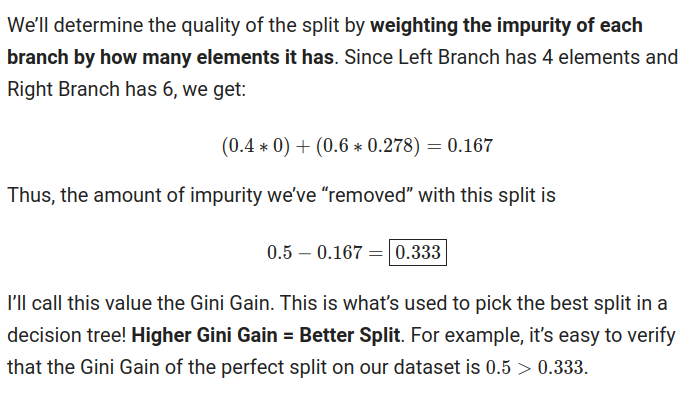 We’ll determine the quality of the split by weighting the impurity of each
branch by how many elements it has. Since Left Branch has 4 elements and
Right Branch has 6, we get:
(0.4 ∗ 0) + (0.6 ∗ 0.278) = 0.167
Thus, the amount of impurity we’ve “removed” with this split is
0.5 − 0.167 = 0.333
I’ll call this value the Gini Gain. This is what’s used to pick the best split in a
decision tree! Higher Gini Gain = Better Split. For example, it’s easy to verify
that the Gini Gain of the perfect split on our dataset is 0.5 > 0.333.